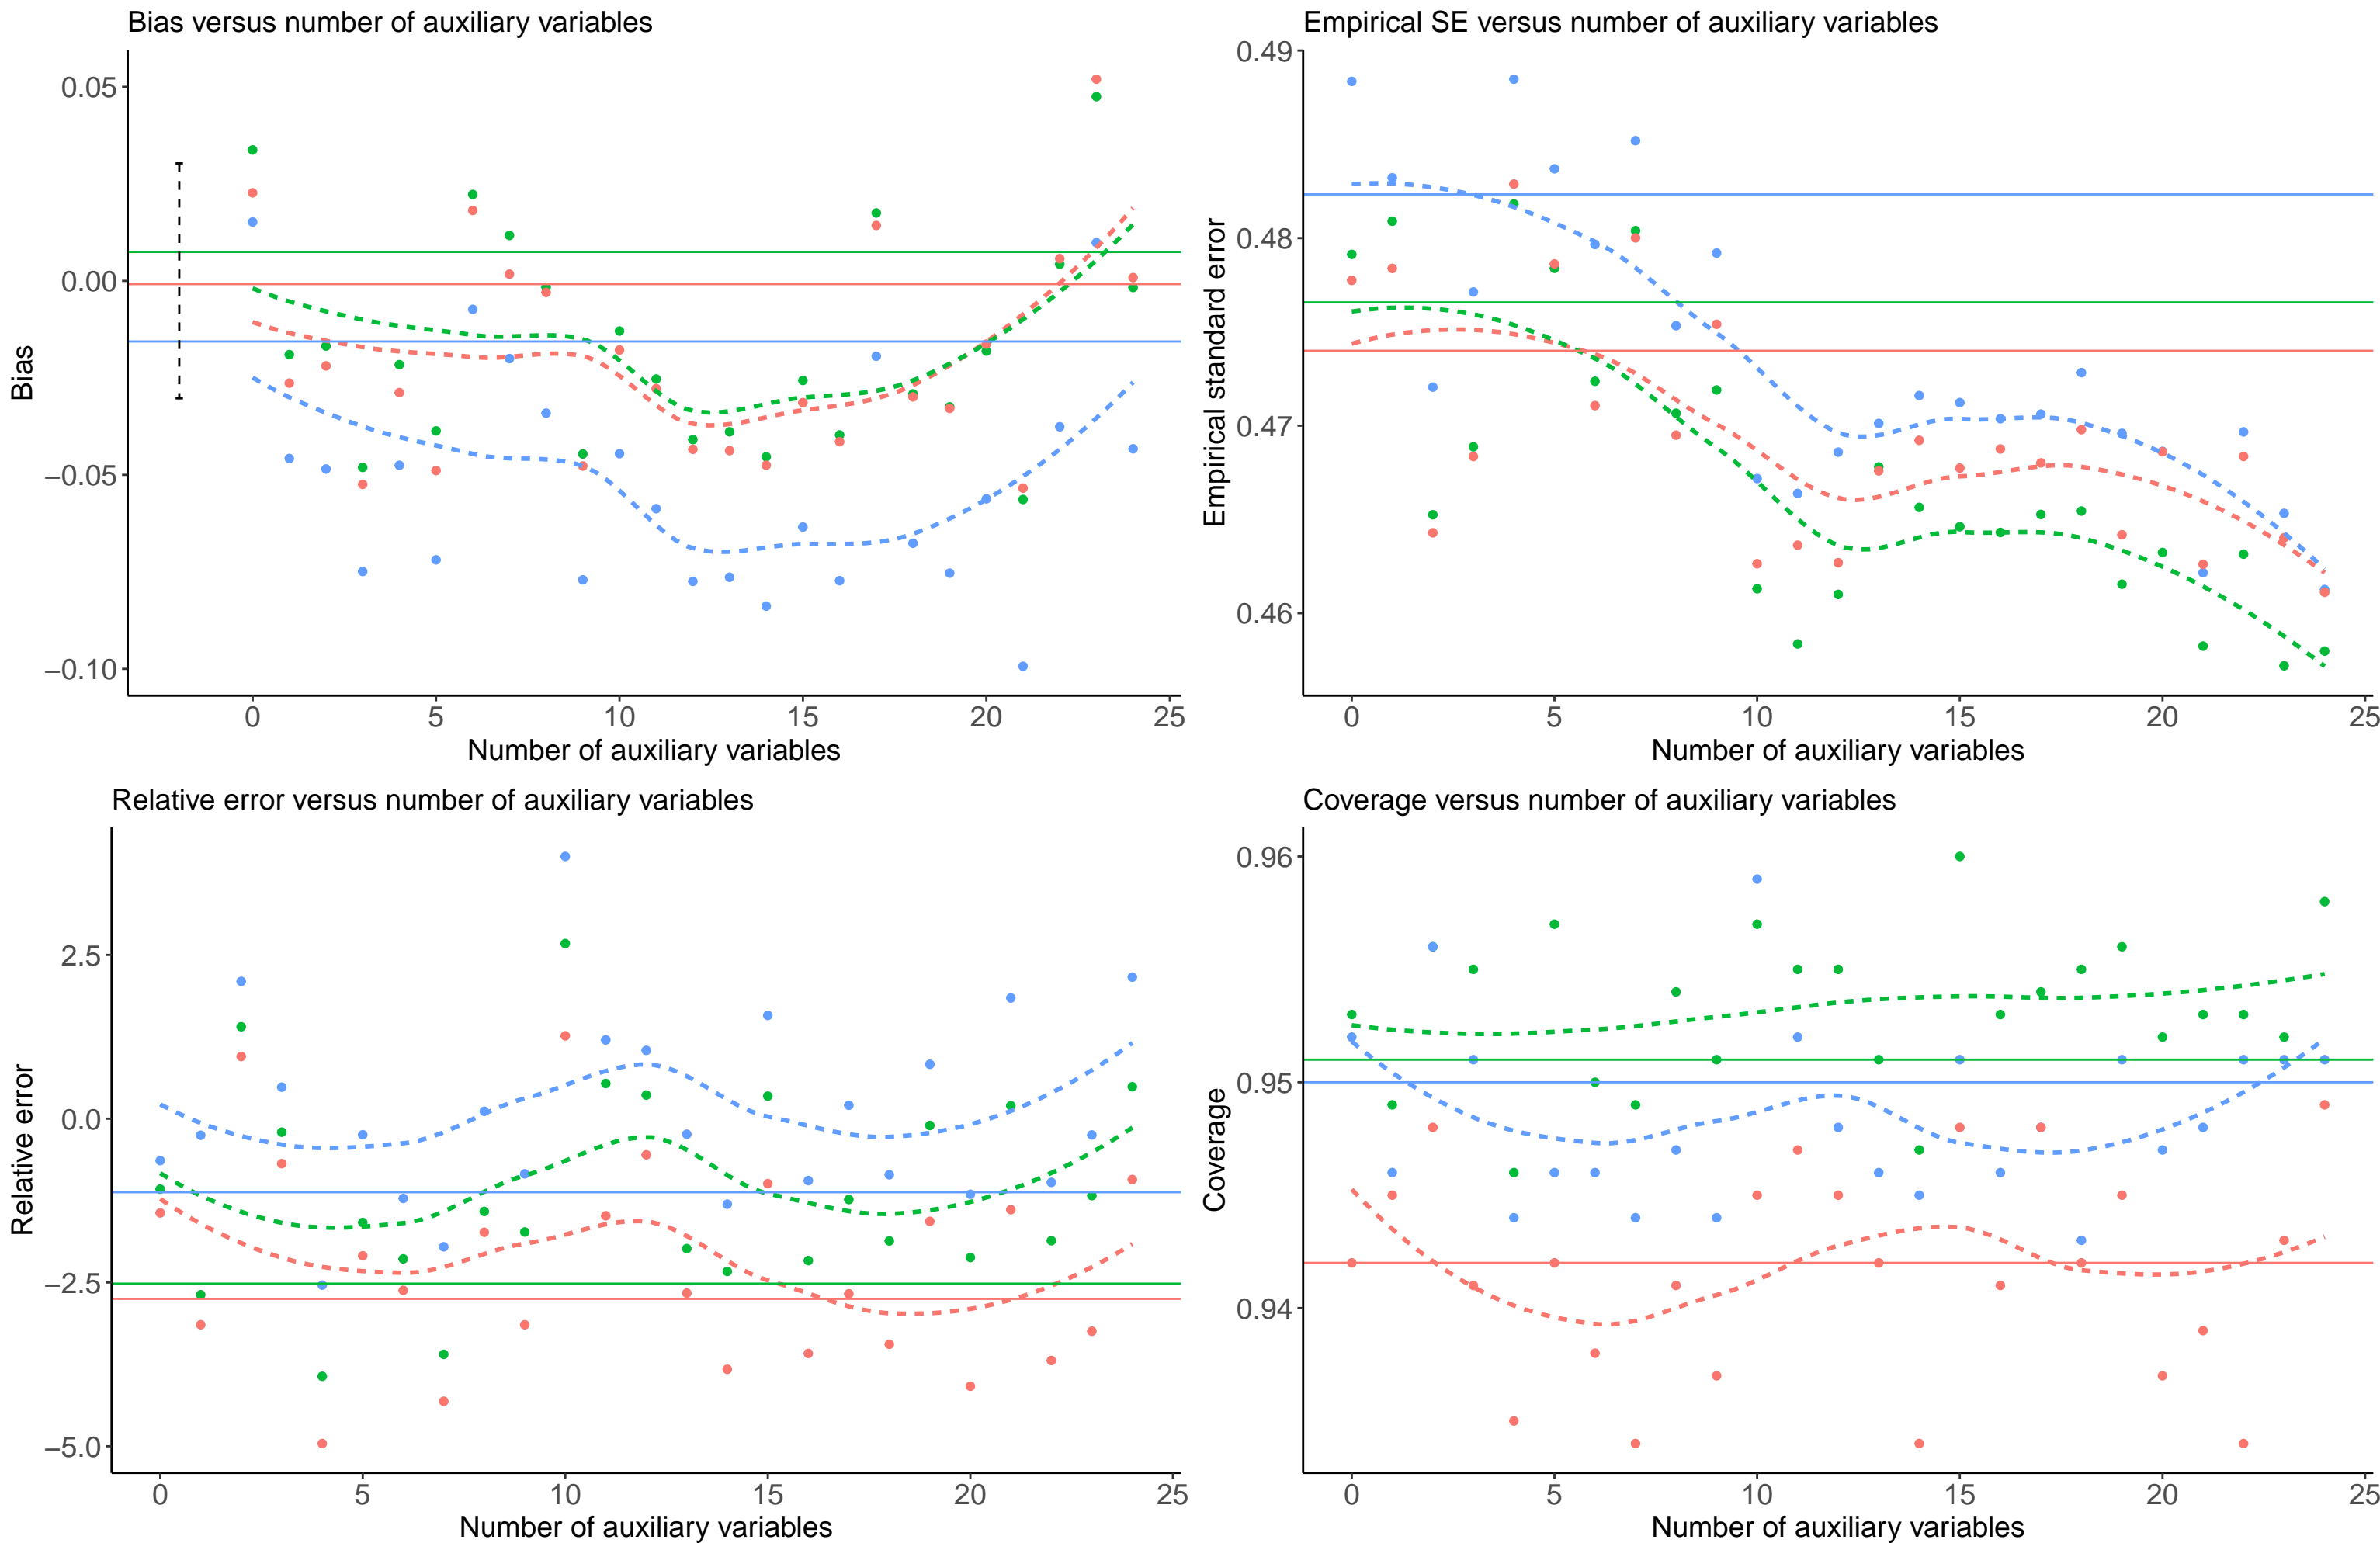 Bias versus number of auxiliary variables
0.05
0.00
−0.05
−0.10
Bias
0 5 10 15 20 25
Number of auxiliary variables
Empirical SE versus number of auxiliary variables
0.49
0.48
0.47
0.46
Empirical standard error
0 5 10 15 20 25
Number of auxiliary variables
Relative error versus number of auxiliary variables
2.5
0.0
−2.5
−5.0
Relative error
0 5 10 15 20 25
Number of auxiliary variables
Coverage versus number of auxiliary variables
0.96
0.95
0.94
Coverage
0 5 10 15 20 25
Number of auxiliary variables